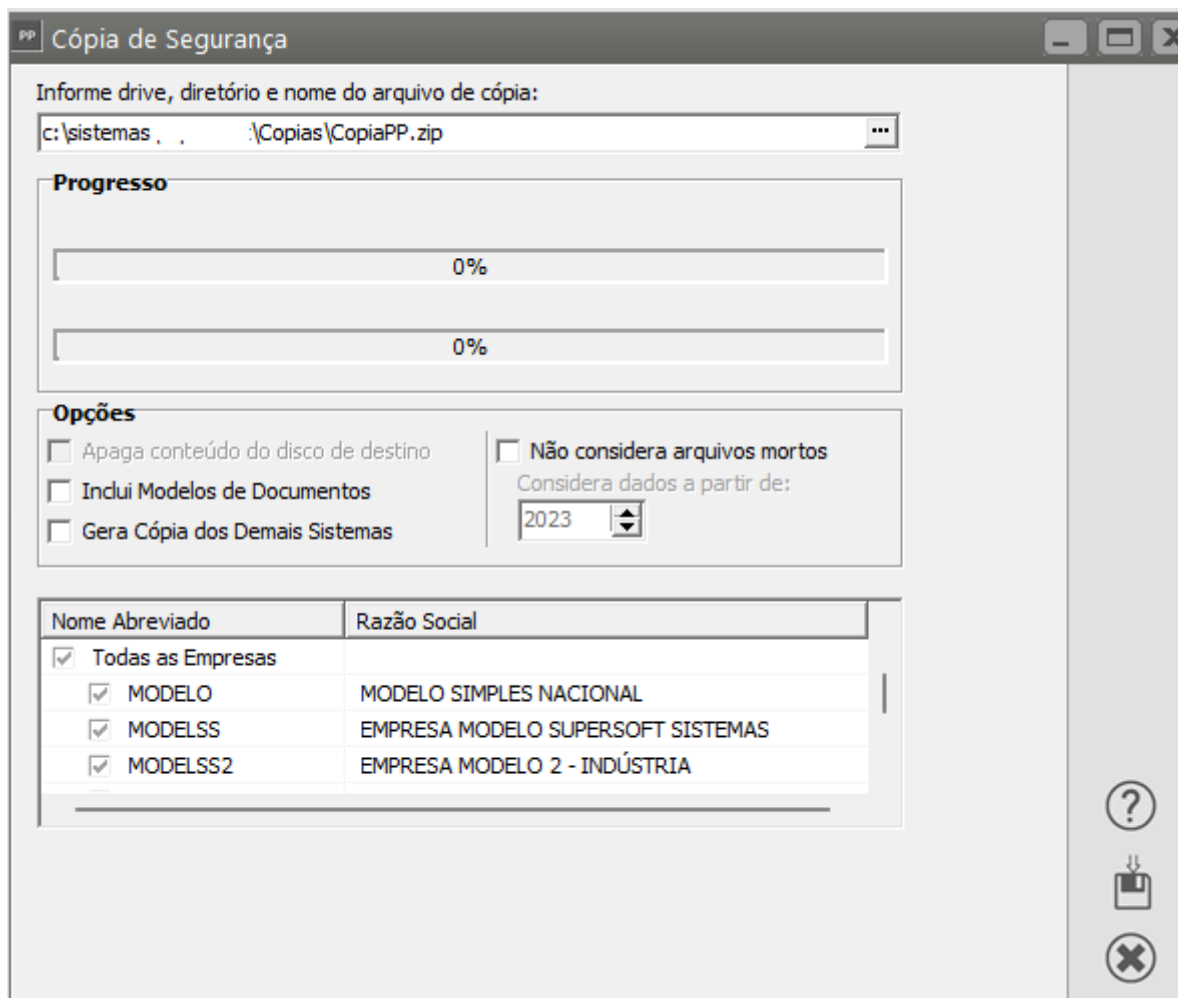 PP Cópia de Segurança
Informe drive, diretório e nome do arquivo de cópia:
c:\sistemas :\Copias\CopiaPP.zip
Progresso
0%
0%
Opções
Apaga conteúdo do disco de destino
Inclui Modelos de Documentos
Gera Cópia dos Demais Sistemas
Não considera arquivos mortos
Considera dados a partir de:
2023
Nome Abreviado Razão Social
Todas as Empresas
MODELO MODELO SIMPLES NACIONAL
MODELSS EMPRESA MODELO SUPERSOFT SISTEMAS
MODELSS2 EMPRESA MODELO 2 - INDÚSTRIA